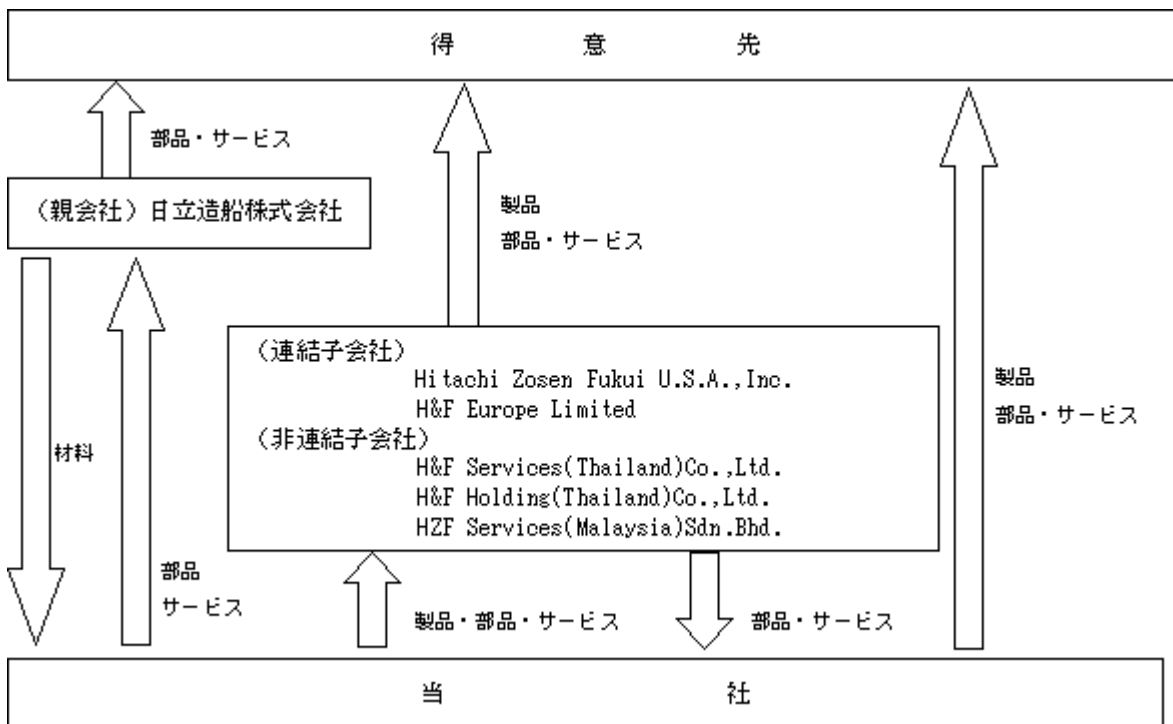 得意先
部品・サービス
(親会社)日立造船株式会社
製品
部品・サービス
(連結子会社)
Hitachi Zosen Fukui U.S.A.,Inc.
H&F Europe Limited
(非連結子会社)
H&F Services(Thailand)Co.,Ltd.
H&F Holding(Thailand)Co.,Ltd.
HZF Services(Malaysia)Sdn.Bhd.
製品
部品・サービス
材料
部品
サービス
製品・部品・サービス
部品・サービス
当社